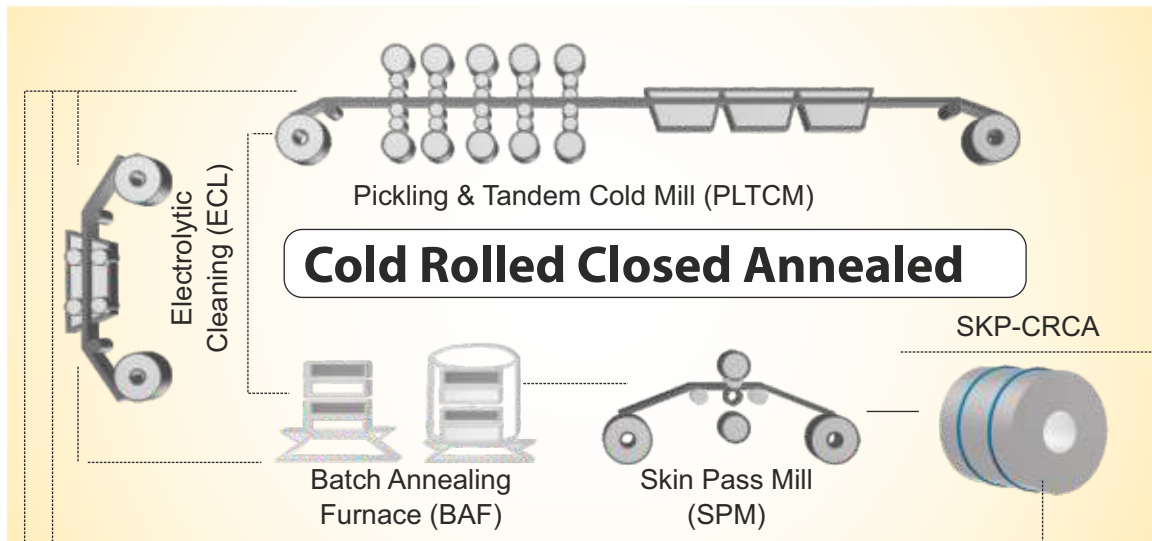 Pickling & Tandem Cold Mill (PLTCM)
Electrolytic
Cleaning (ECL)
Cold Rolled Closed Annealed
SKP-CRCA
Batch Annealing
Furnace (BAF)
Skin Pass Mill
(SPM)